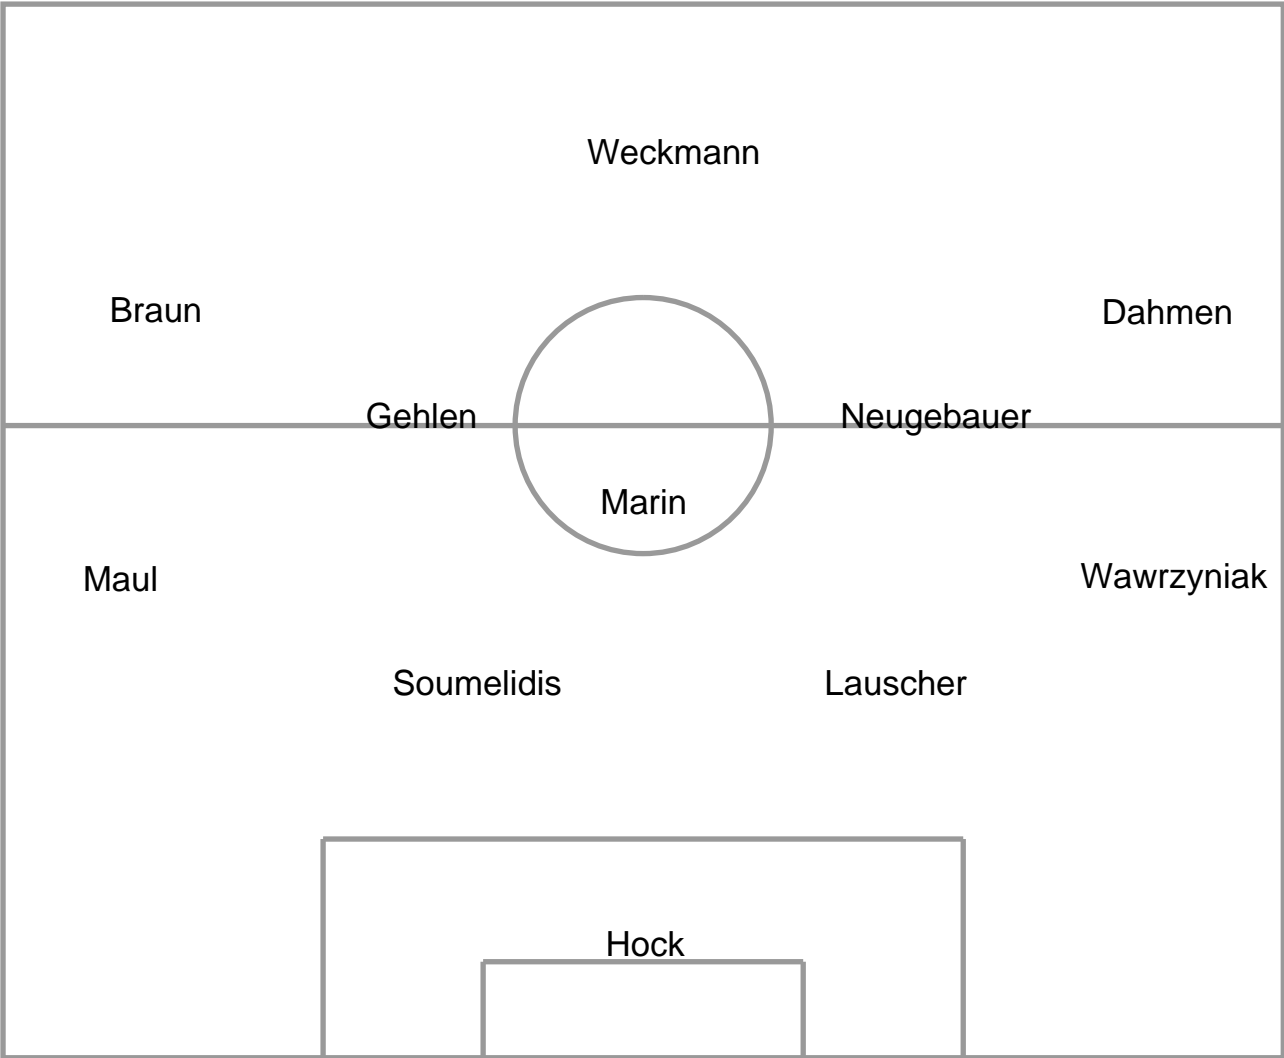 Weckmann
Braun
Dahmen
Gehlen
Neugebauer
Marin
Maul
Wawrzyniak
Soumelidis
Lauscher
Hock